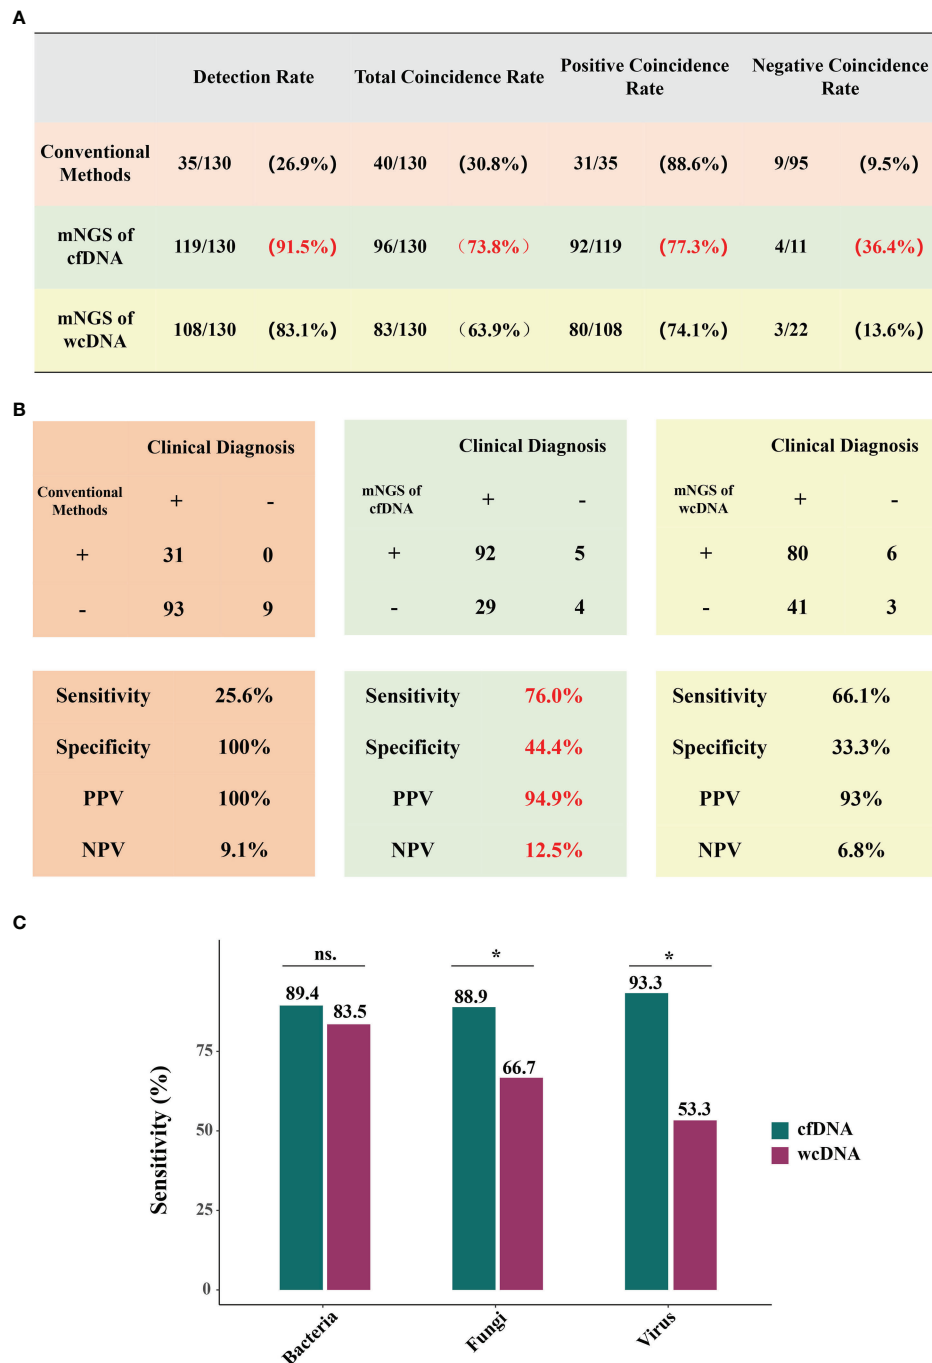 A
Detection Rate Total Coincidence Rate Positive Coincidence Rate Negative Coincidence Rate
Conventional Methods 35/130 (26.9%) 40/130 (30.8%) 31/35 (88.6%) 9/95 (9.5%)
mNGS of cfDNA 119/130 (91.5%) 96/130 （73.8%） 92/119 (77.3%) 4/11 (36.4%)
mNGS of wcDNA 108/130 (83.1%) 83/130 （63.9%） 80/108 (74.1%) 3/22 (13.6%)
B
Clinical Diagnosis
Conventional Methods + -
+ 31 0
- 93 9
Clinical Diagnosis
mNGS of cfDNA + -
+ 92 5
- 29 4
Clinical Diagnosis
mNGS of wcDNA + -
+ 80 6
- 41 3
Sensitivity 25.6%
Specificity 100%
PPV 100%
NPV 9.1%
Sensitivity 76.0%
Specificity 44.4%
PPV 94.9%
NPV 12.5%
Sensitivity 66.1%
Specificity 33.3%
PPV 93%
NPV 6.8%
C
ns. * *
89.4 83.5 88.9 66.7 93.3 53.3
Sensitivity (%)
75
50
25
0
Bacteria Fungi Virus
cfDNA
wcDNA